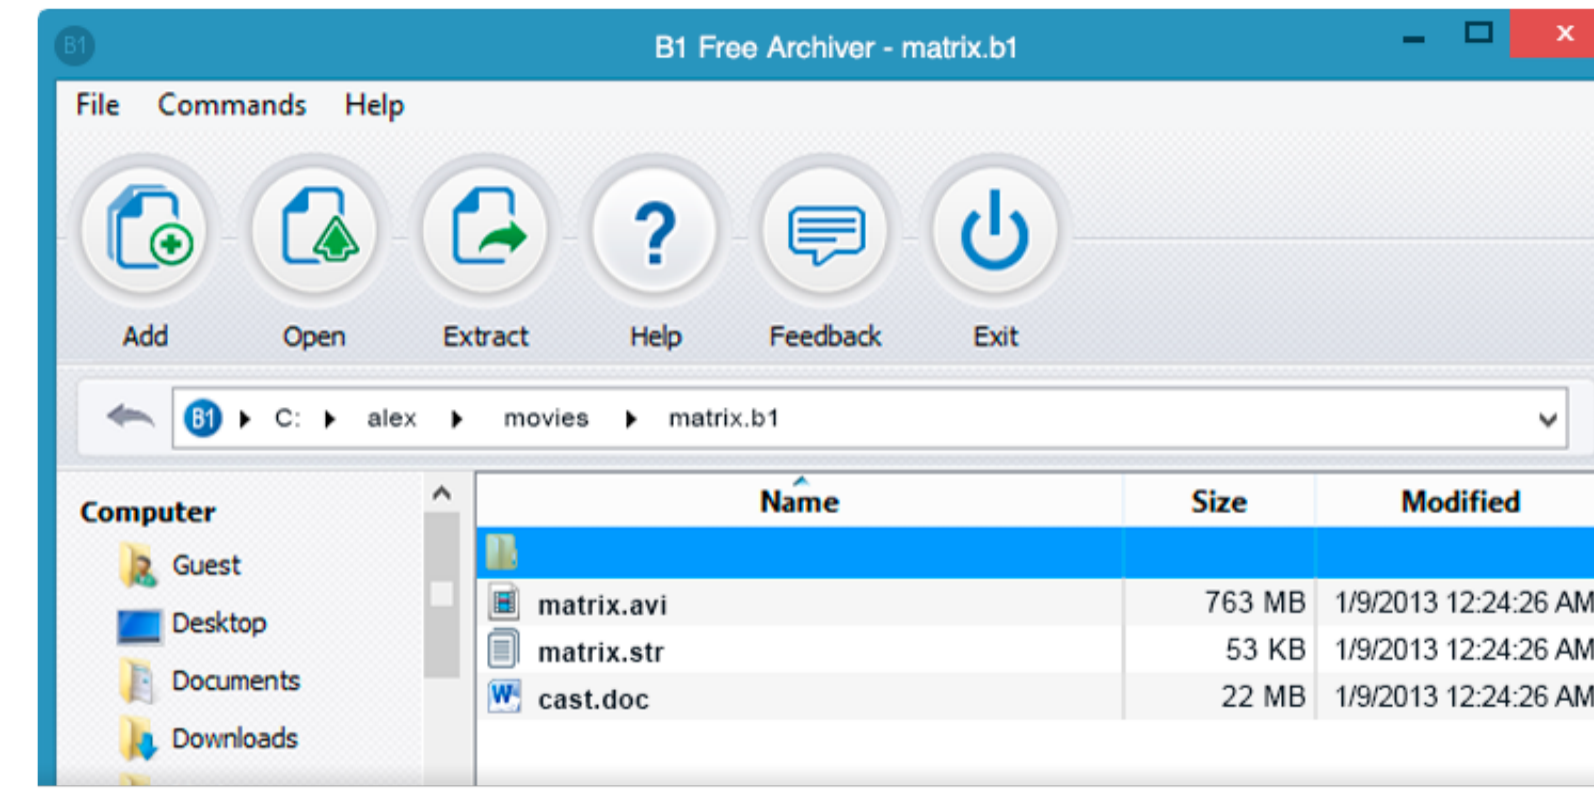 B1 B1 Free Archiver - matrix.b1 x
File Commands Help
Add Open Extract Help Feedback Exit
B1 C: alex movies matrix.b1
Computer
Name Size Modified
Guest
Desktop
Documents
Downloads
matrix.avi 763 MB 1/9/2013 12:24:26 AM
matrix.str 53 KB 1/9/2013 12:24:26 AM
cast.doc 22 MB 1/9/2013 12:24:26 AM